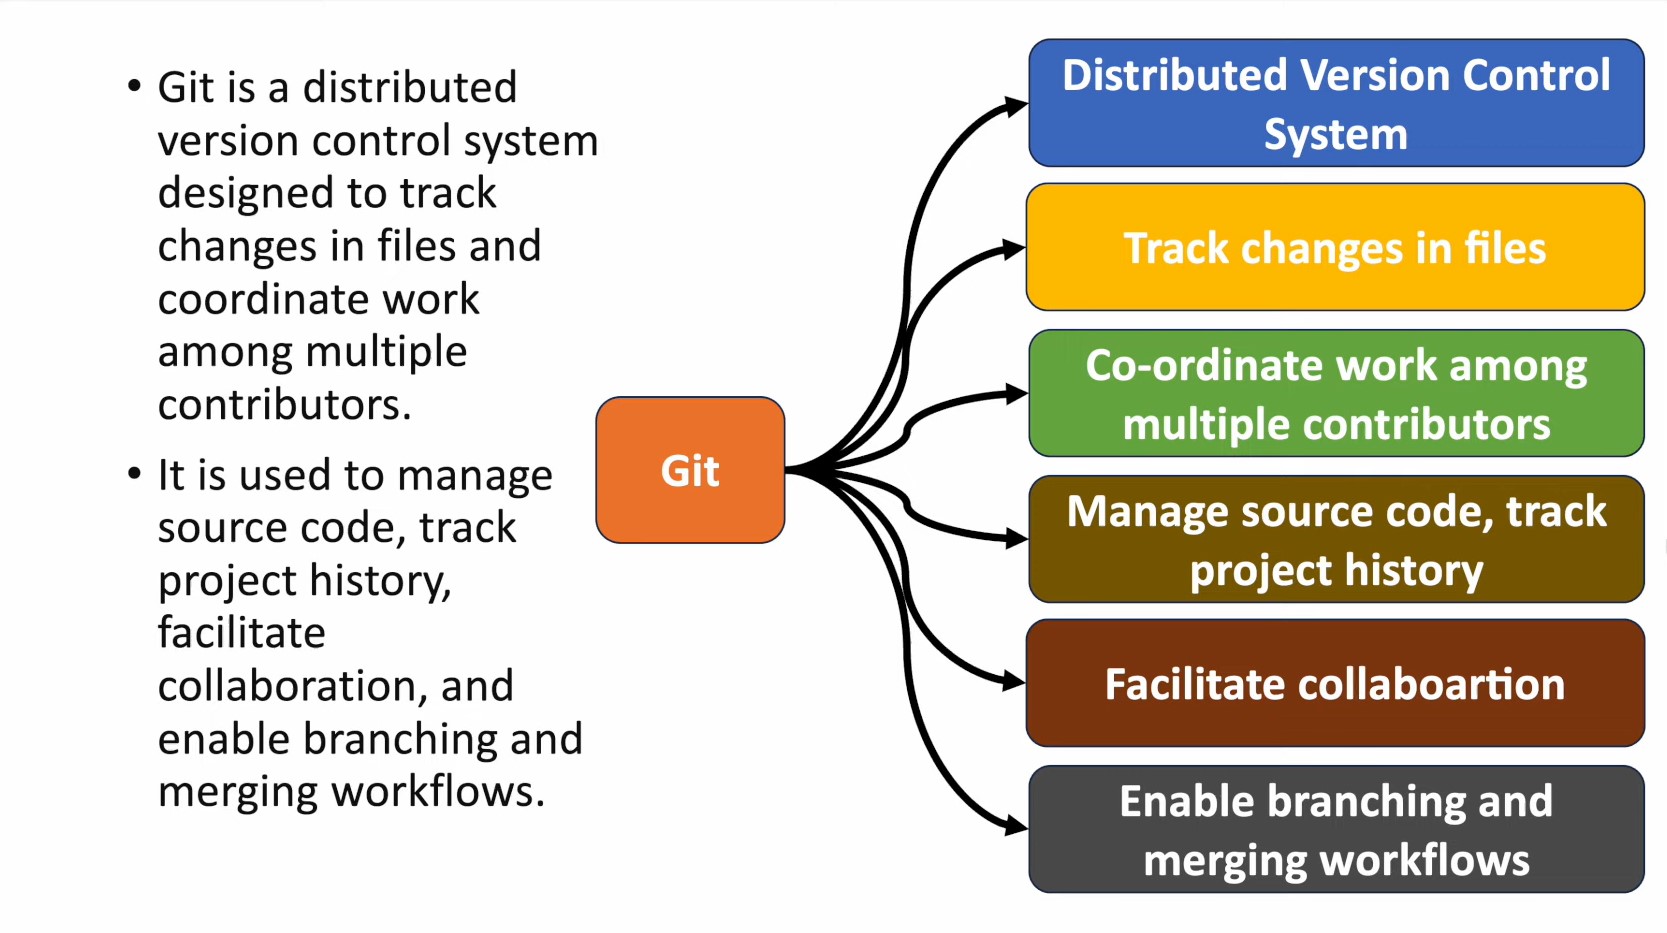 • Git is a distributed
version control system
designed to track
changes in files and
coordinate work
among multiple
contributors.
• It is used to manage
source code, track
project history,
facilitate
collaboration, and
enable branching and
merging workflows.
Git
Distributed Version Control
System
Track changes in files
Co-ordinate work among
multiple contributors
Manage source code, track
project history
Facilitate collaboartion
Enable branching and
merging workflows